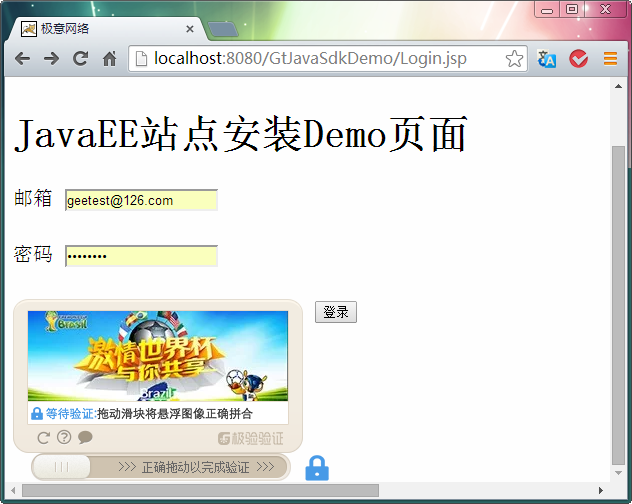 极意网络
localhost:8080/GtJavaSdkDemo/Login.jsp
JavaEE站点安装Demo页面
邮箱 geetest@126.com
密码 ••••••••
Brasil
激情世界杯
与你共享
Brazil
等待验证:拖动滑块将悬浮图像正确拼合
登录
极验验证
>>> 正确拖动以完成验证 >>>